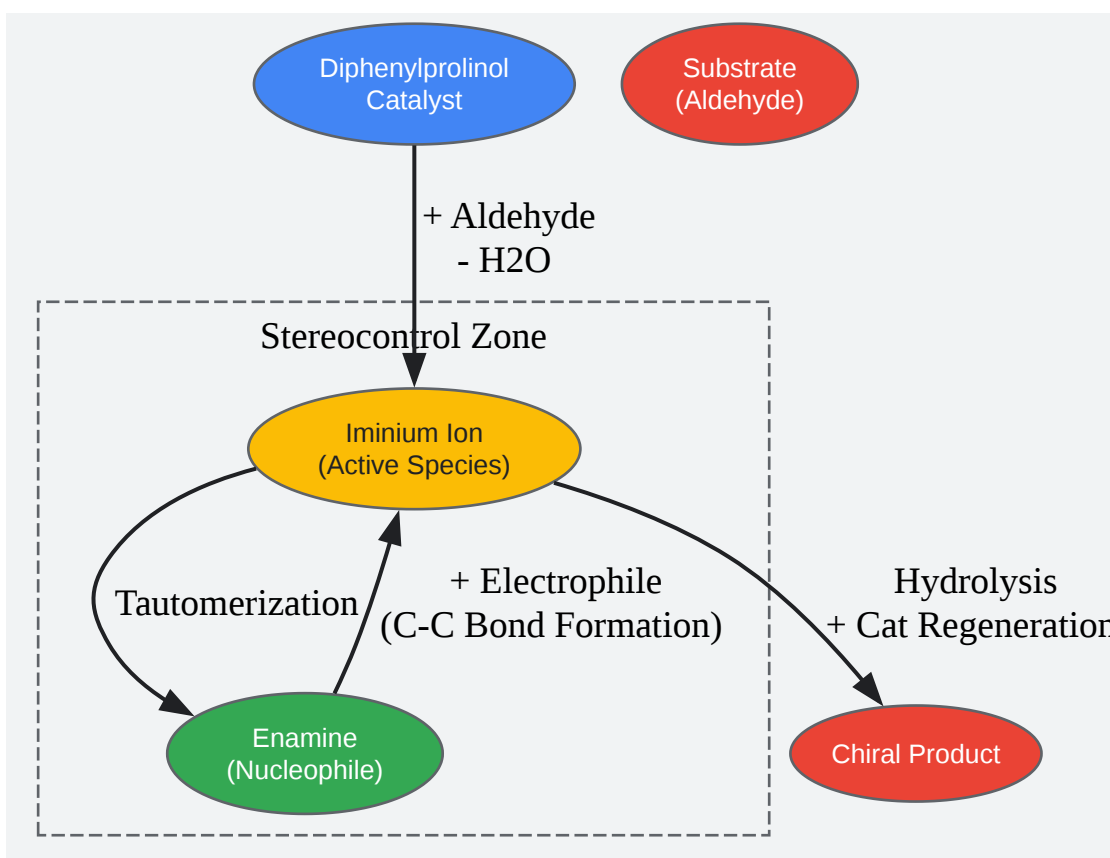 Diphenylprolinol
Catalyst
Substrate
(Aldehyde)
+ Aldehyde
- H2O
Stereocontrol Zone
Iminium Ion
(Active Species)
Tautomerization
+ Electrophile
(C-C Bond Formation)
Hydrolysis
+ Cat Regeneration
Enamine
(Nucleophile)
Chiral Product